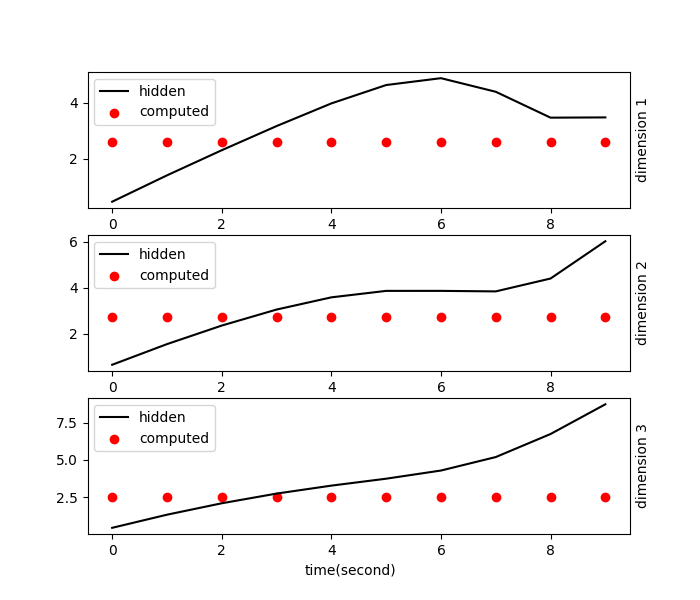 hidden
computed
4
2
0 2 4 6 8
dimension 1
hidden
computed
6
4
2
0 2 4 6 8
dimension 2
hidden
computed
7.5
5.0
2.5
0 2 4 6 8
dimension 3
time(second)